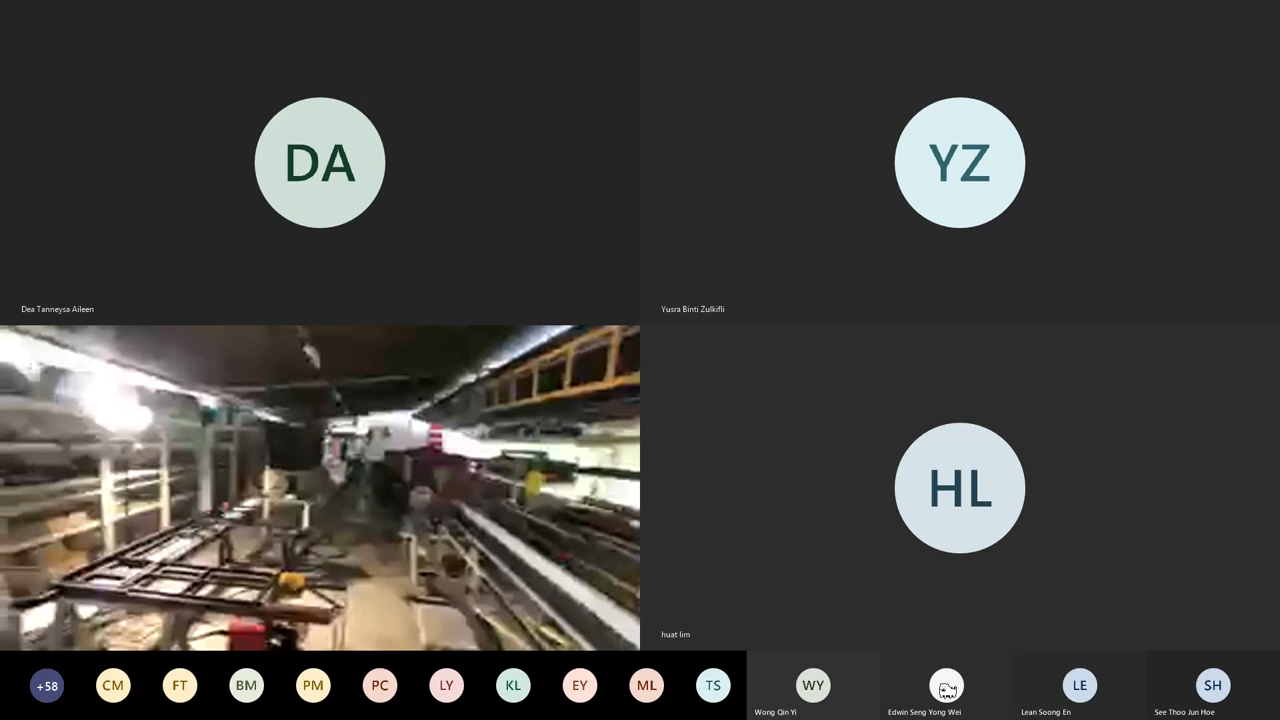 DA
YZ
Dea Tanneysa Aileen
Yusra Binti Zulkifli
HL
huat lim
+58
CM
FT
BM
PM
PC
LY
KL
EY
ML
TS
WY
LE
SH
Wong Qin Yi
Edwin Seng Yong Wei
Lean Soong En
See Thoo Jun Hoe